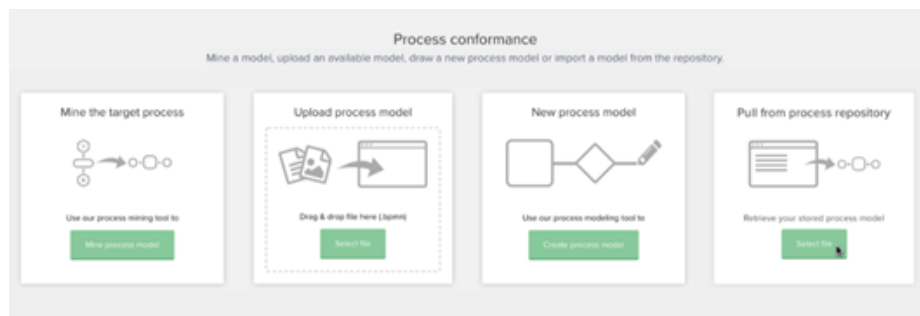 Process conformance
Mine a model, upload an available model, draw a new process model or import a model from the repository.
Mine the target process
Use our process mining tool to
Mine process model
Upload process model
Drag & drop file here (.bpmn)
Select file
New process model
Use our process modeling tool to
Create process model
Pull from process repository
Retrieve your stored process model
Select file